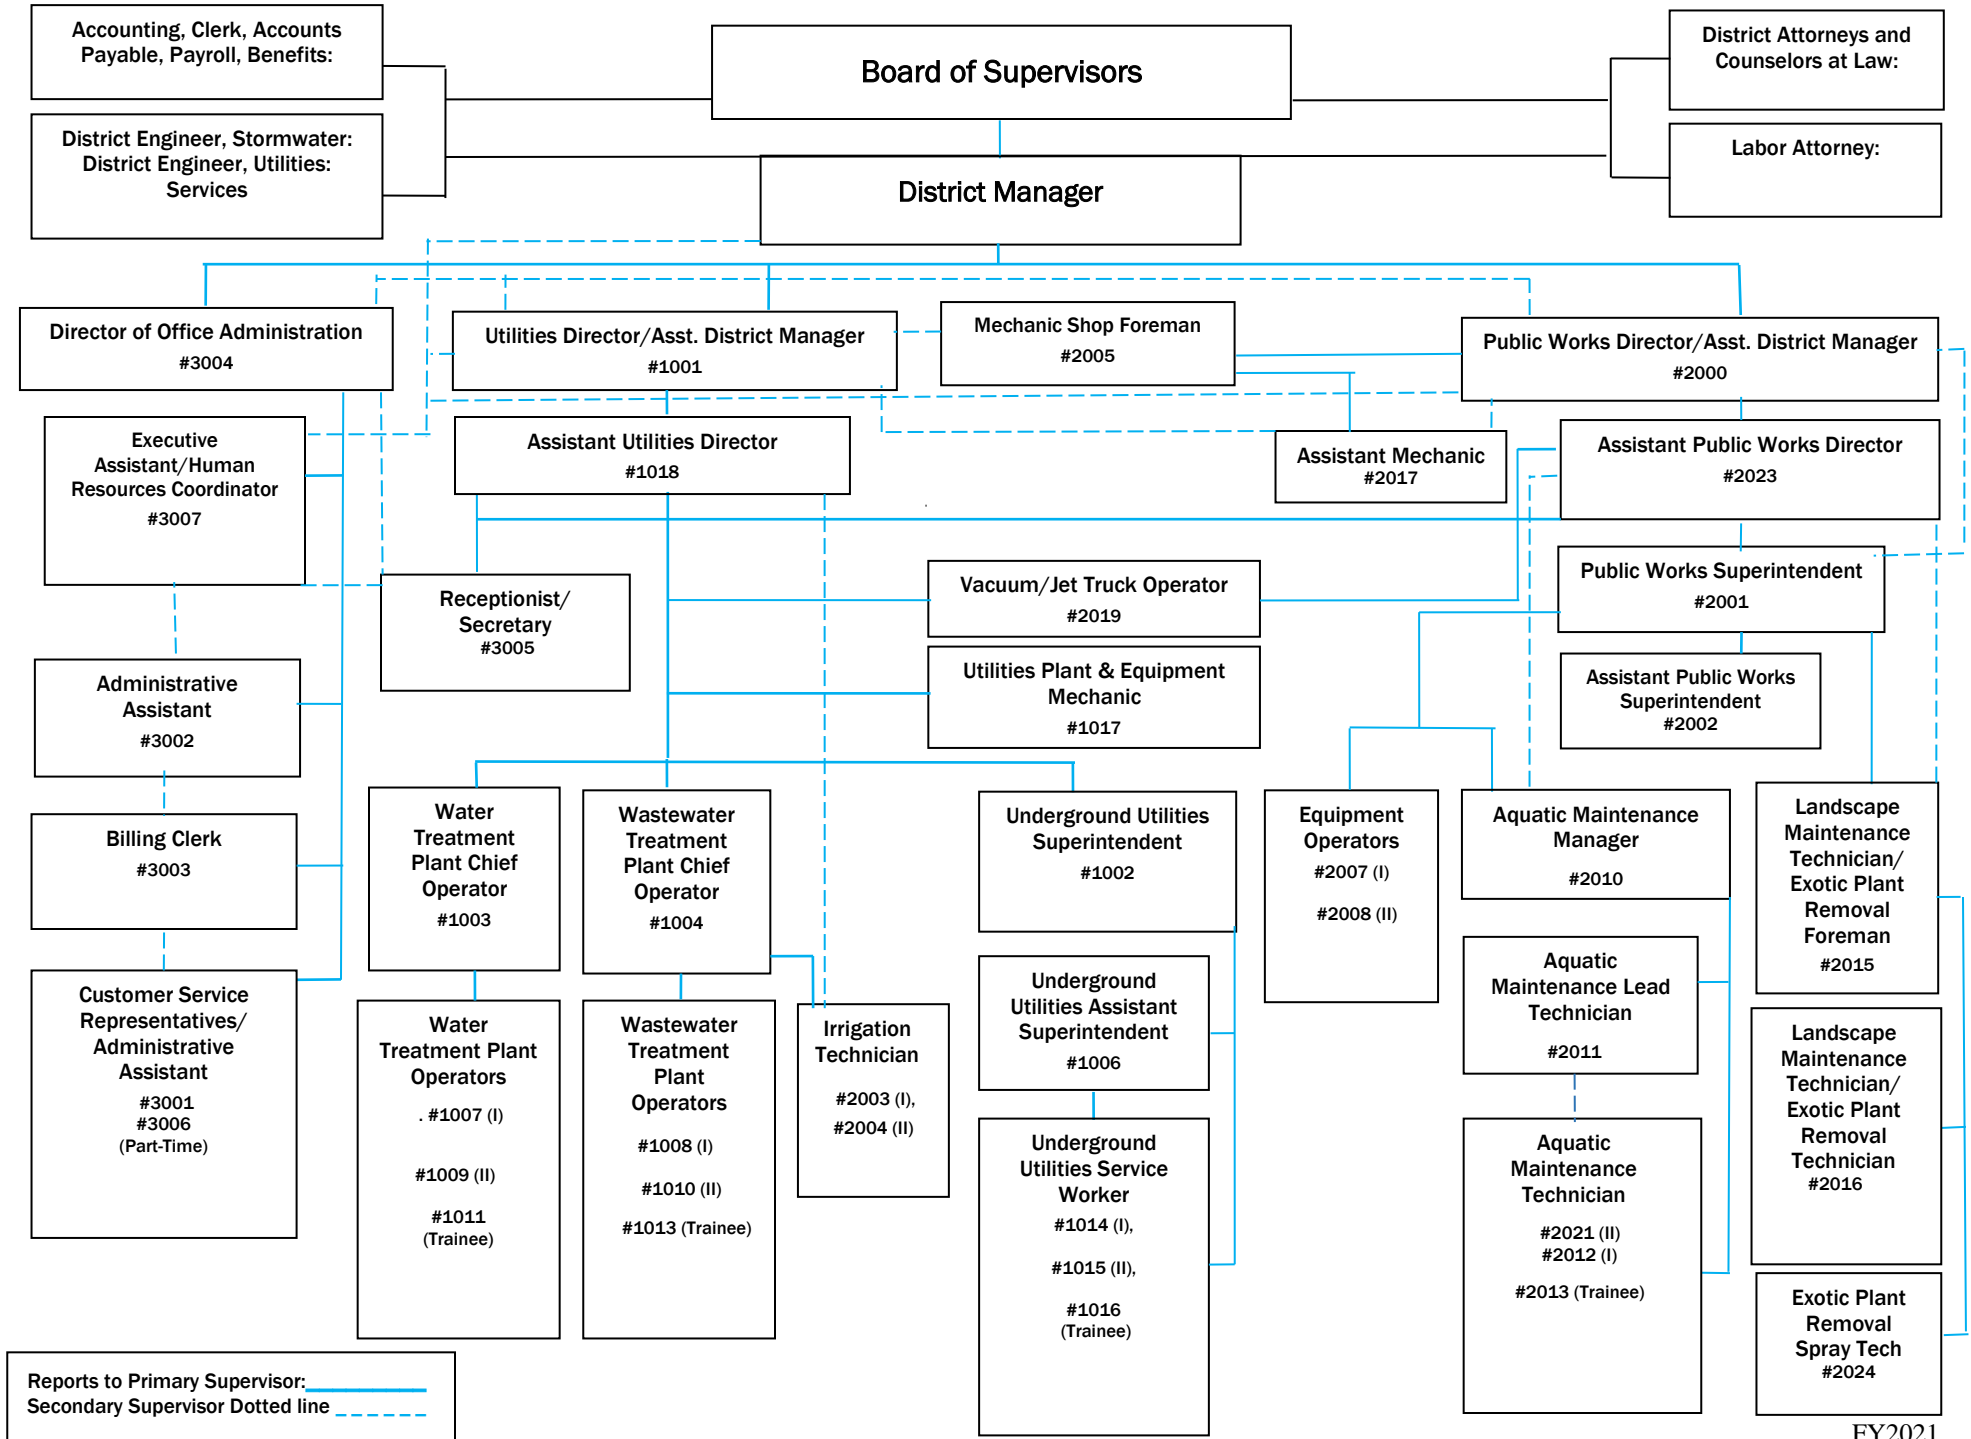 Accounting, Clerk, Accounts
Payable, Payroll, Benefits:
Board of Supervisors
District Attorneys and
Counselors at Law:
District Engineer, Stormwater:
District Engineer, Utilities:
Services
Labor Attorney:
District Manager
Director of Office Administration
#3004
Utilities Director/Asst. District Manager
#1001
Mechanic Shop Foreman
#2005
Public Works Director/Asst. District Manager
#2000
Executive
Assistant/Human
Resources Coordinator
#3007
Assistant Utilities Director
#1018
Assistant Mechanic
#2017
Assistant Public Works Director
#2023
Receptionist/
Secretary
#3005
Vacuum/Jet Truck Operator
#2019
Public Works Superintendent
#2001
Utilities Plant & Equipment
Mechanic
#1017
Assistant Public Works
Superintendent
#2002
Administrative
Assistant
#3002
Billing Clerk
#3003
Water
Treatment
Plant Chief
Operator
#1003
Wastewater
Treatment
Plant Chief
Operator
#1004
Underground Utilities
Superintendent
#1002
Equipment
Operators
#2007 (I)
#2008 (II)
Aquatic Maintenance
Manager
#2010
Landscape
Maintenance
Technician/
Exotic Plant
Removal
Foreman
#2015
Customer Service
Representatives/
Administrative
Assistant
#3001
#3006
(Part-Time)
Water
Treatment Plant
Operators
. #1007 (I)
#1009 (II)
#1011
(Trainee)
Wastewater
Treatment
Plant
Operators
#1008 (I)
#1010 (II)
#1013 (Trainee)
Irrigation
Technician
#2003 (I),
#2004 (II)
Underground
Utilities Assistant
Superintendent
#1006
Underground
Utilities Service
Worker
#1014 (I),
#1015 (II),
#1016
(Trainee)
Aquatic
Maintenance Lead
Technician
#2011
Aquatic
Maintenance
Technician
#2021 (II)
#2012 (I)
#2013 (Trainee)
Landscape
Maintenance
Technician/
Exotic Plant
Removal
Technician
#2016
Exotic Plant
Removal
Spray Tech
#2024
Reports to Primary Supervisor:
Secondary Supervisor Dotted line
FY2021